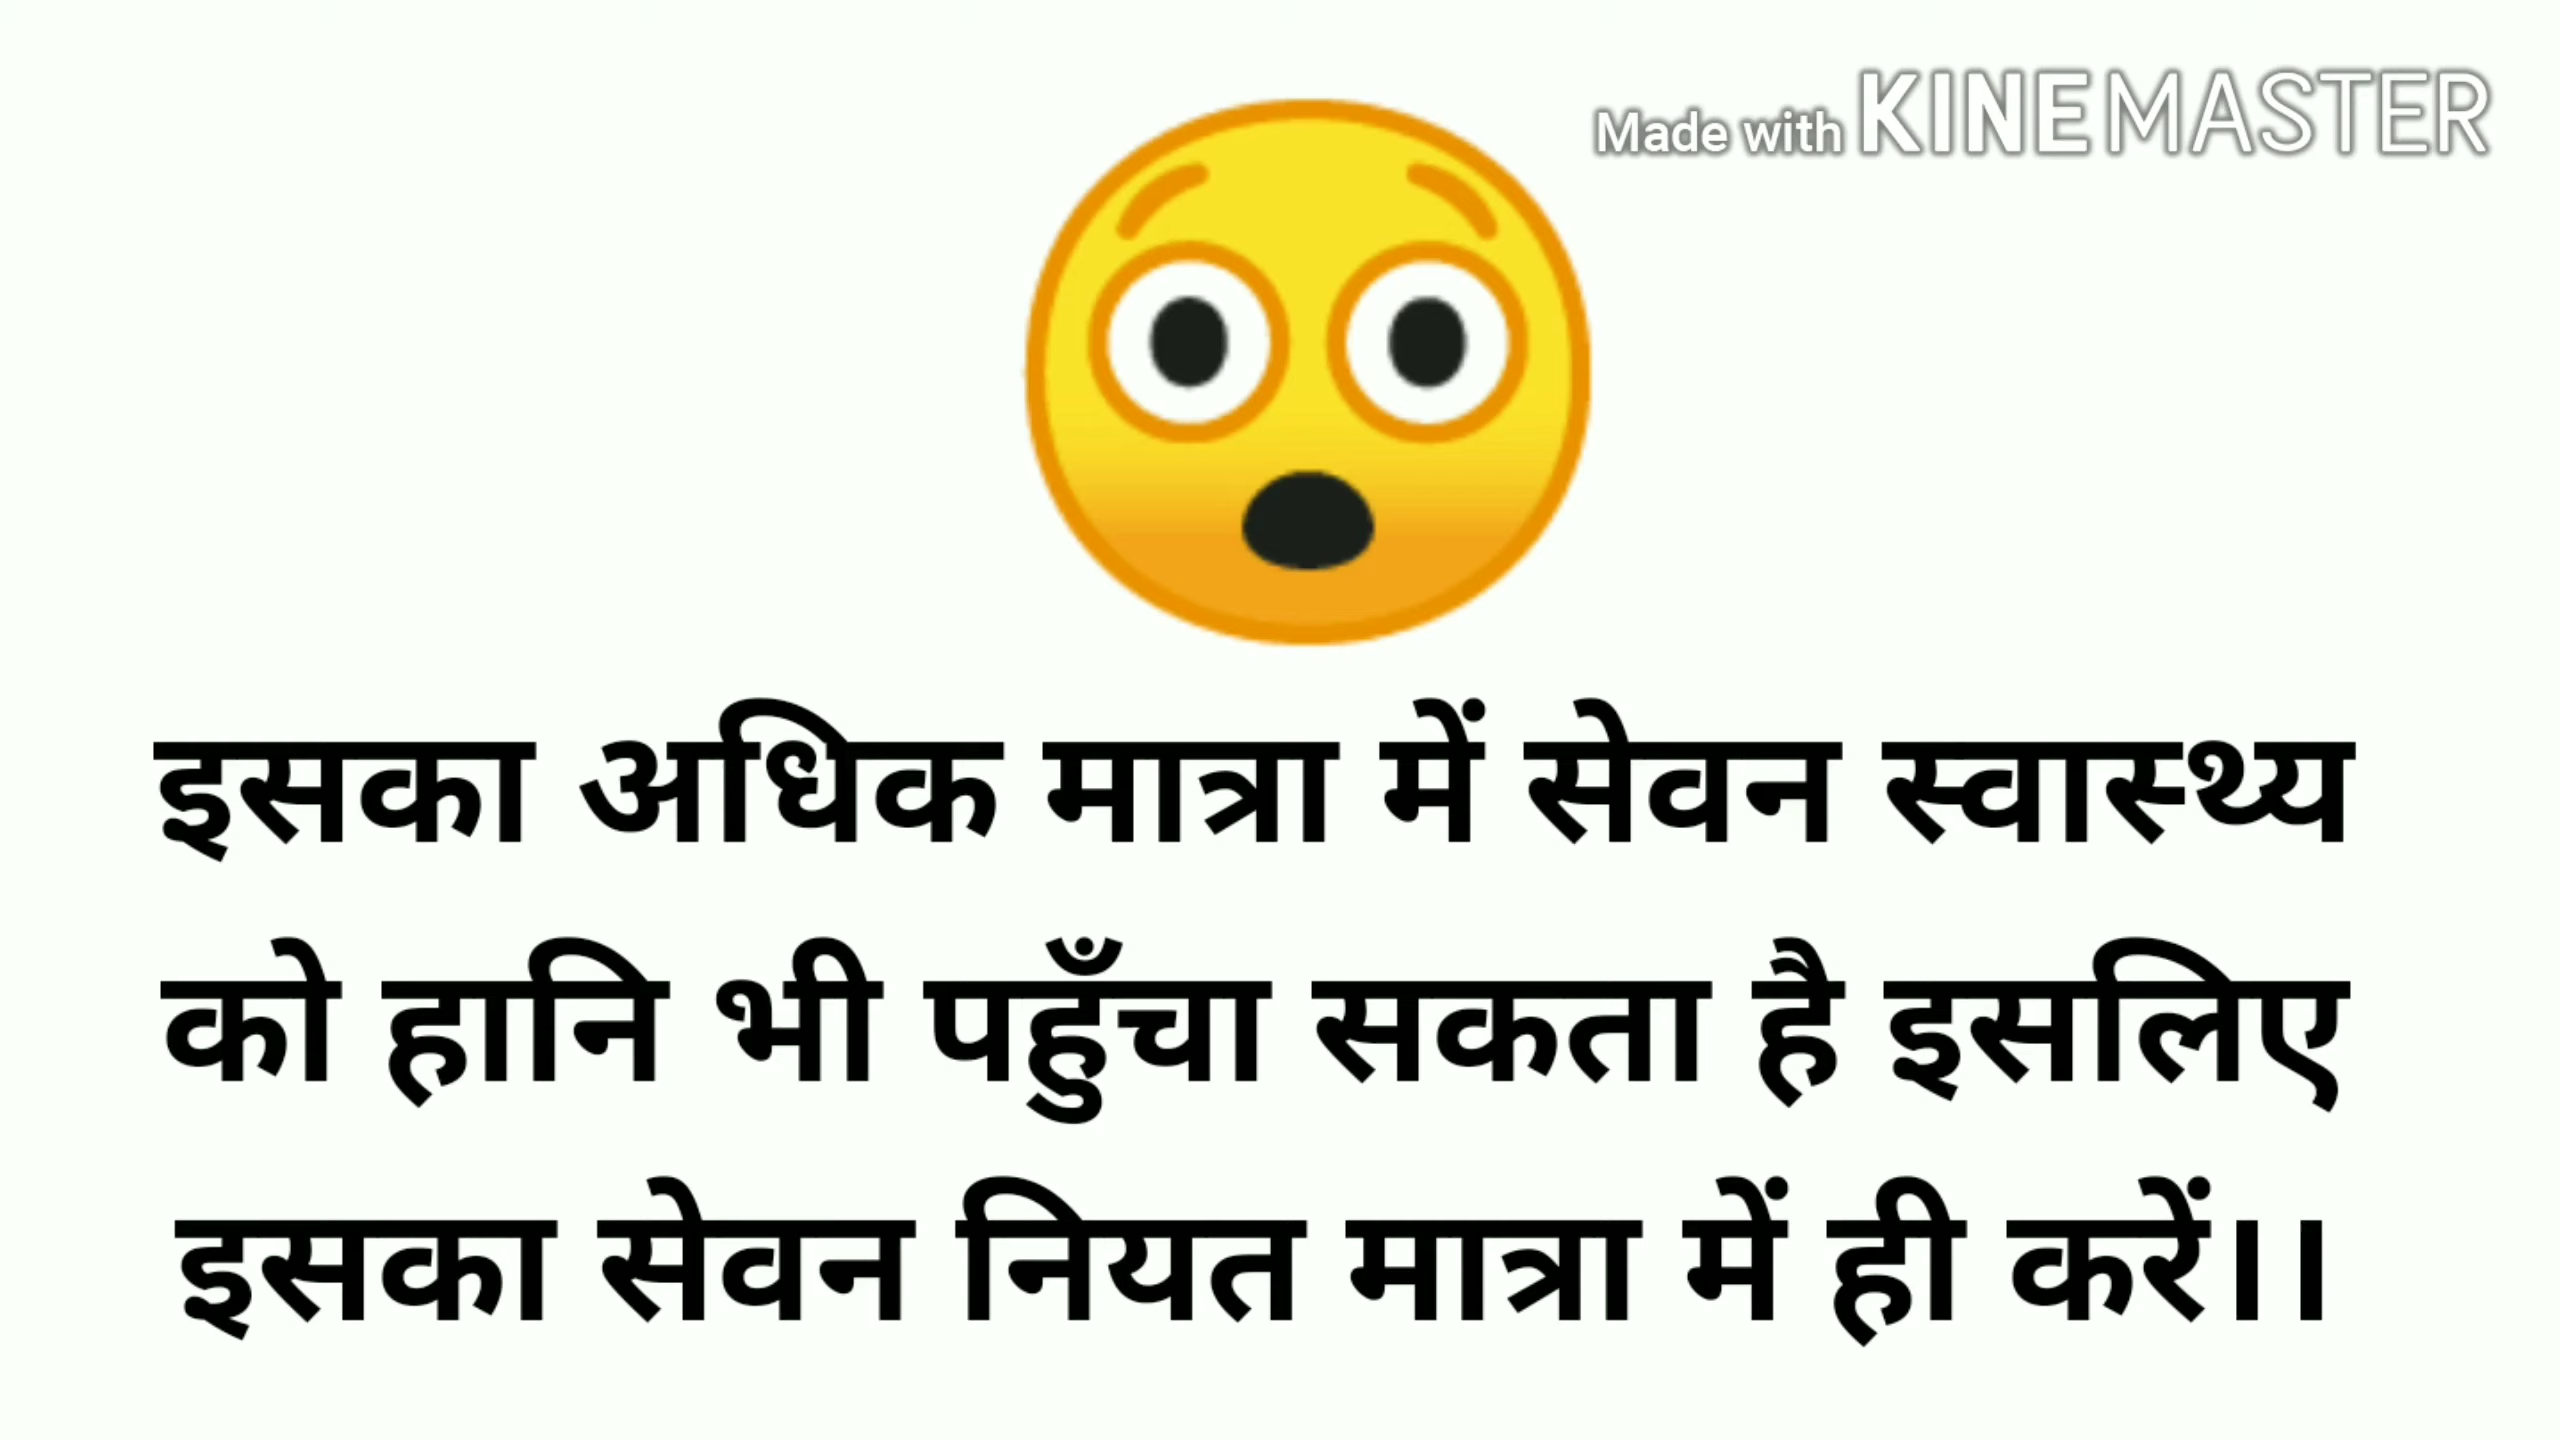 Made with KINEMASTER
इसका अधिक मात्रा में सेवन स्वास्थ्य
को हानि भी पहुँचा सकता है इसलिए
इसका सेवन नियत मात्रा में ही करें।।